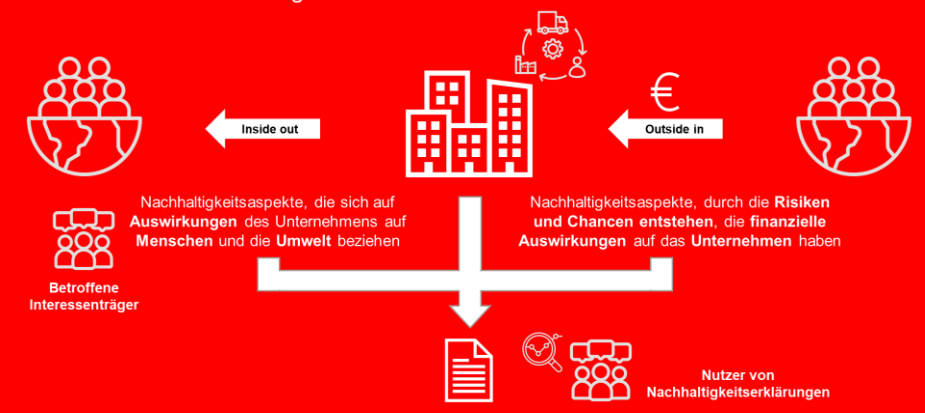 Inside out
€
Outside in
Nachhaltigkeitsaspekte, die sich auf
Auswirkungen des Unternehmens auf
Menschen und die Umwelt beziehen
Nachhaltigkeitsaspekte, durch die Risiken
und Chancen entstehen, die finanzielle
Auswirkungen auf das Unternehmen haben
Betroffene
Interessenträger
Nutzer von
Nachhaltigkeitserklärungen